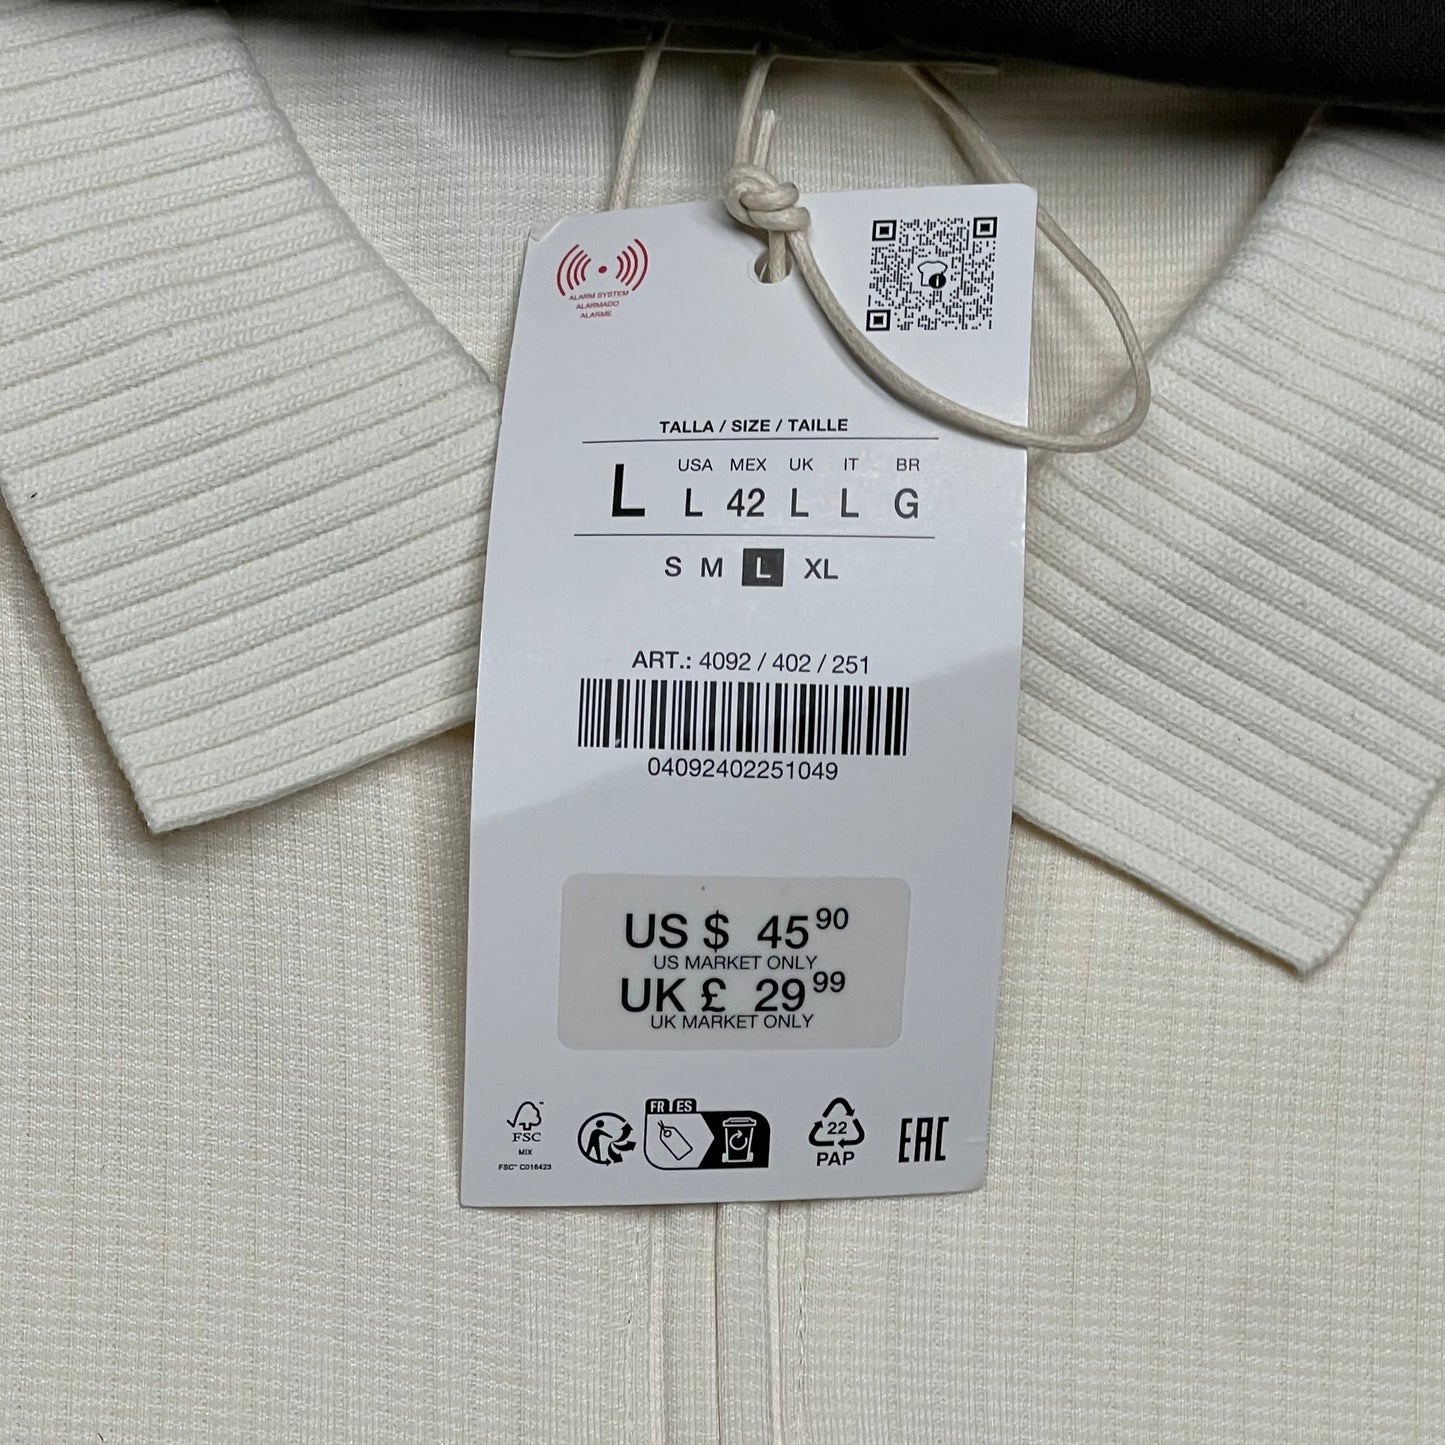 ALARM SYSTEM
ALARMADO
ALARME
TALLA / SIZE / TAILLE
USA MEX UK IT BR
L L 42 L L G
S M L XL
ART.: 4092 / 402 / 251
04092402251049
US $ 45 90
US MARKET ONLY
UK £ 29 99
UK MARKET ONLY
FR ES
FSC
MIX
FSC™ C016423
22
PAP
EAC